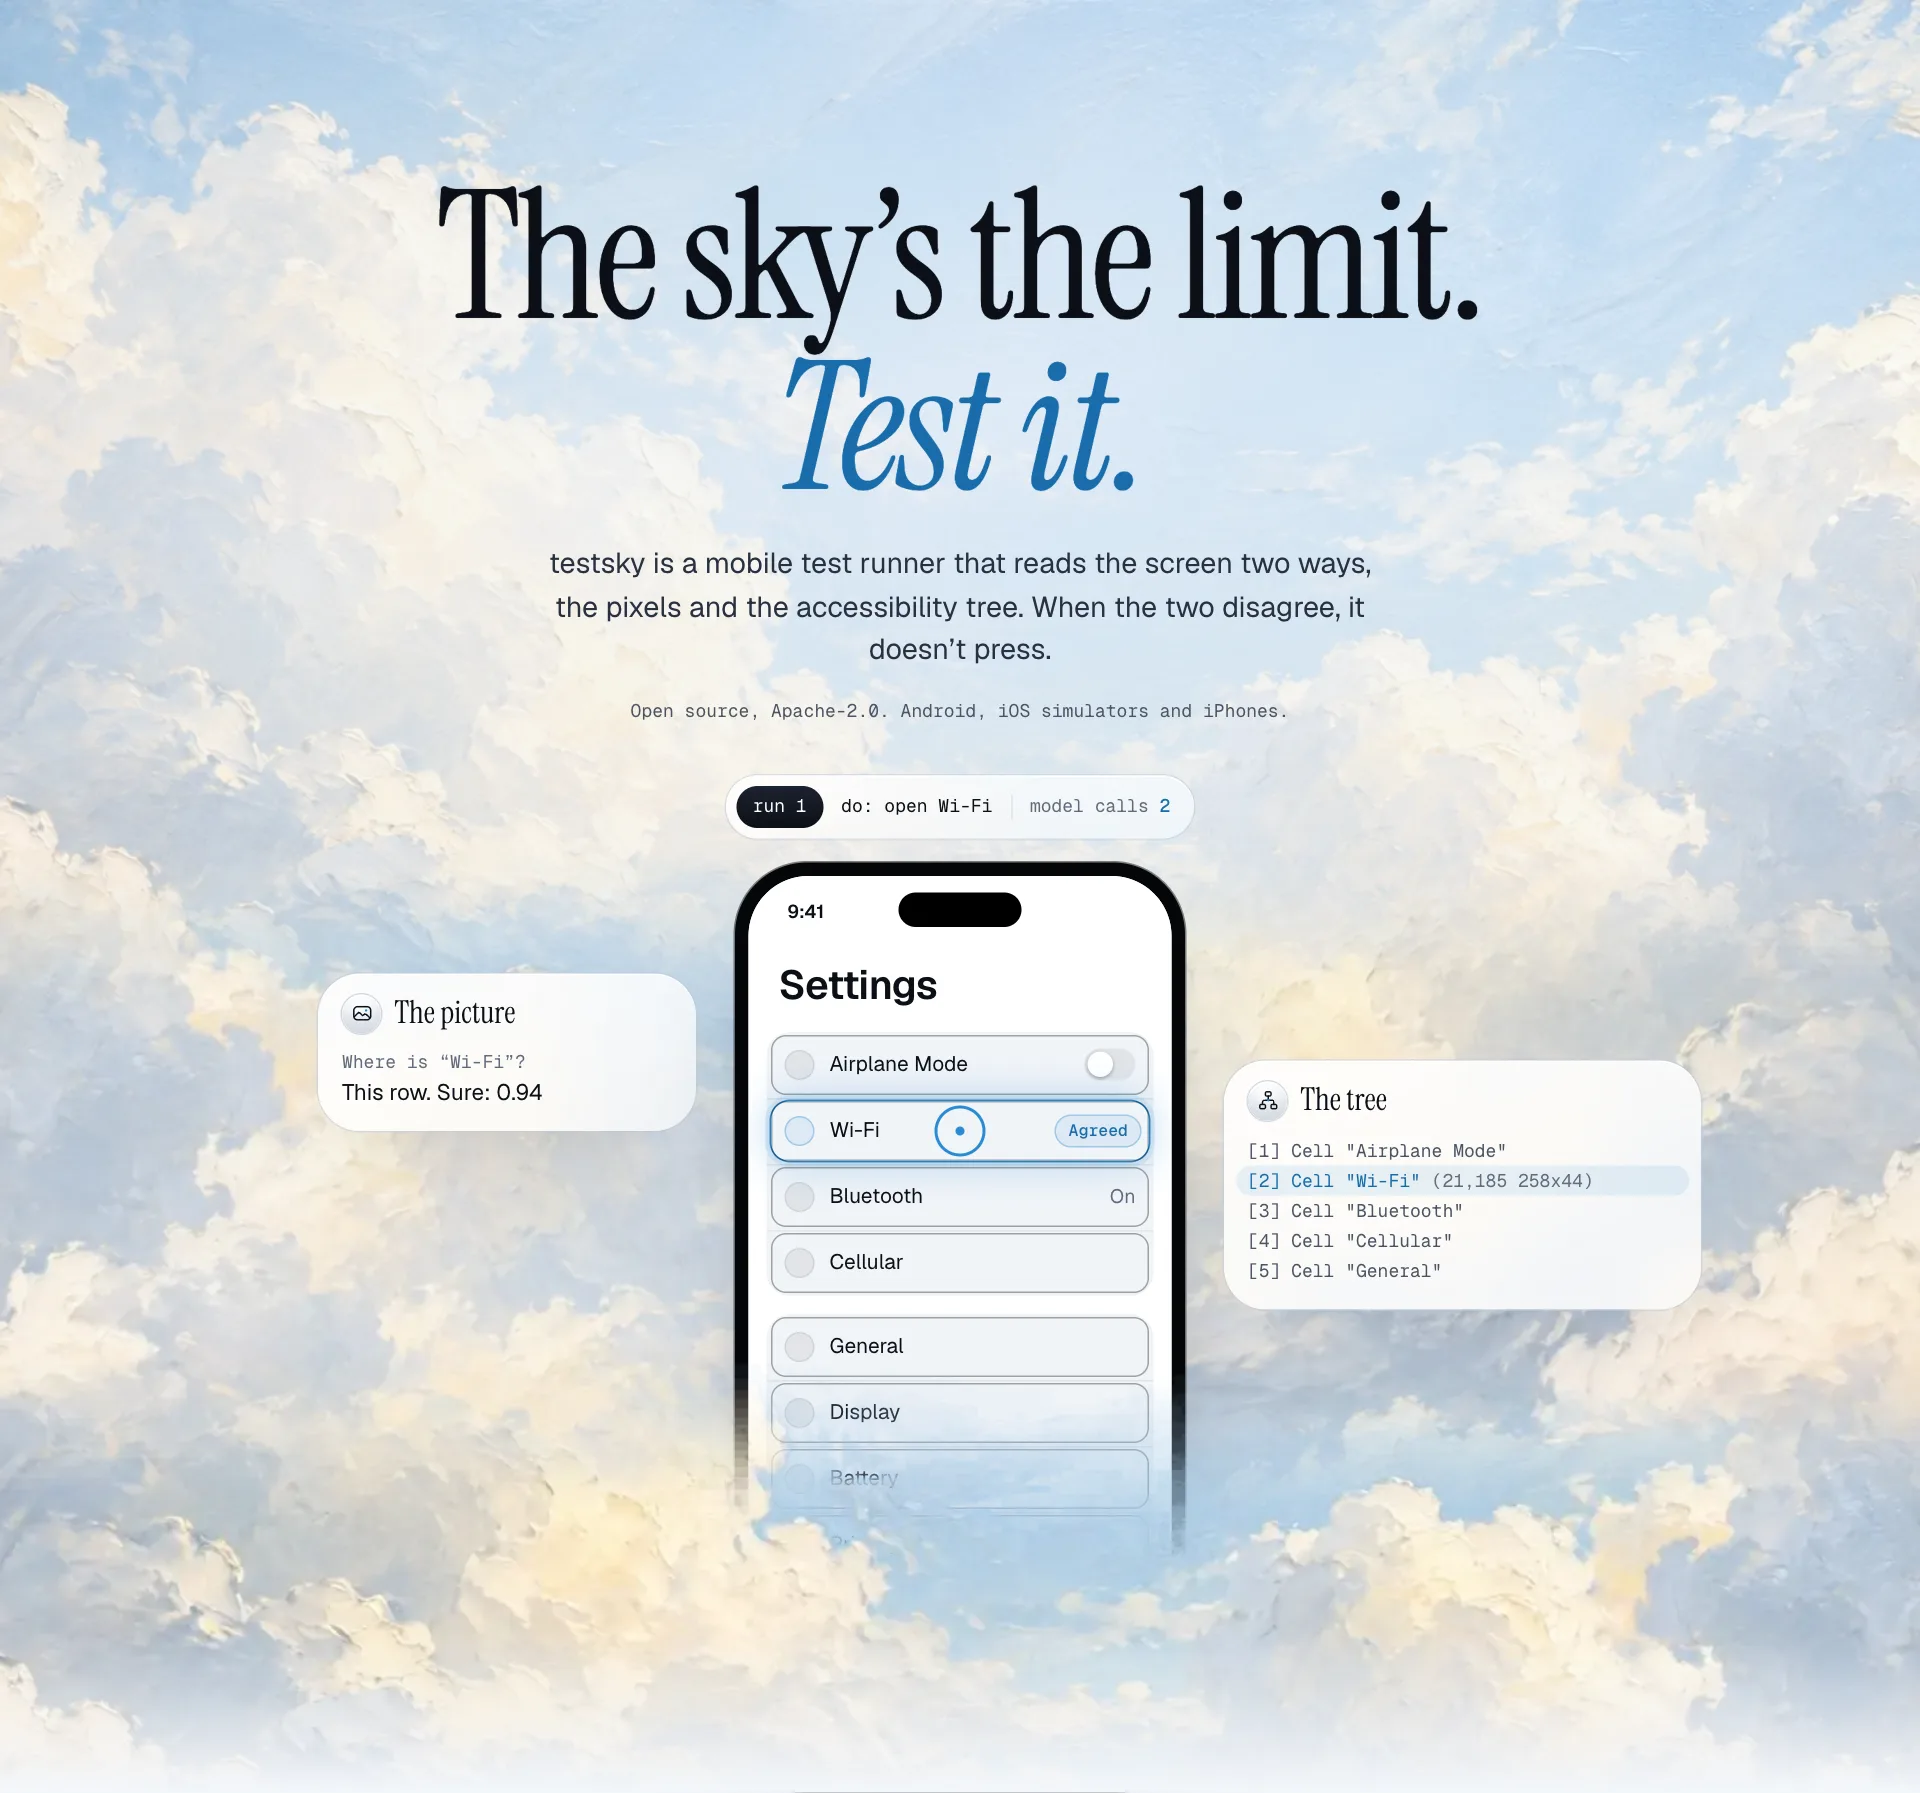 The sky’s the limit.
Test it.
testsky is a mobile test runner that reads the screen two ways,
the pixels and the accessibility tree. When the two disagree, it
doesn’t press.
Open source, Apache-2.0. Android, iOS simulators and iPhones.
run 1 do: open Wi-Fi model calls 2
9:41
Settings
Airplane Mode
Wi-Fi Agreed
Bluetooth On
Cellular
General
Display
Battery
The picture
Where is “Wi-Fi”?
This row. Sure: 0.94
The tree
[1] Cell "Airplane Mode"
[2] Cell "Wi-Fi" (21,185 258x44)
[3] Cell "Bluetooth"
[4] Cell "Cellular"
[5] Cell "General"